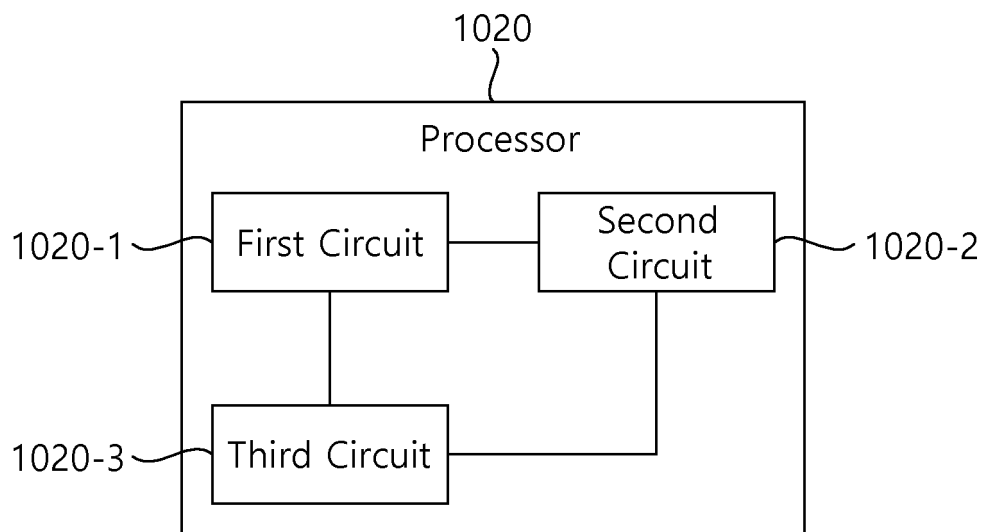 1020
Processor
1020-1
First Circuit
Second
Circuit
1020-2
1020-3
Third Circuit